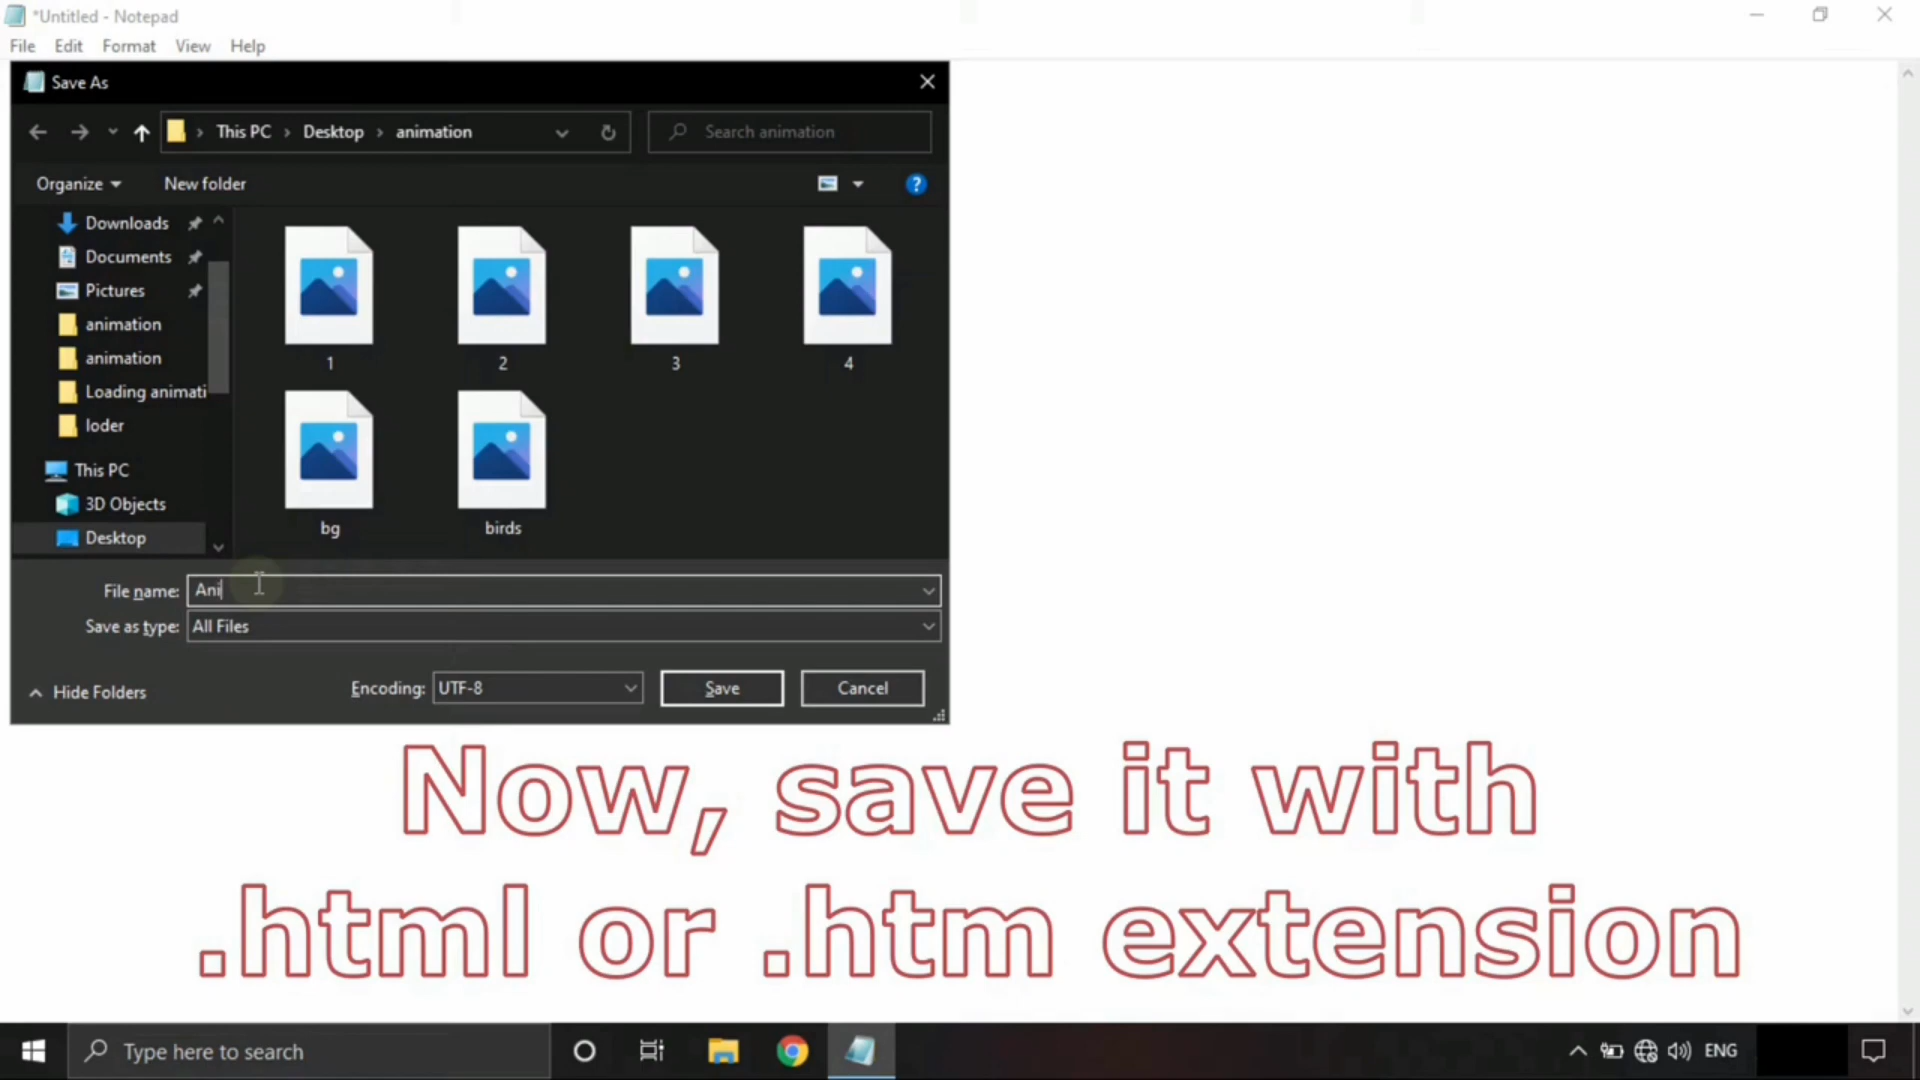 *Untitled - Notepad
File Edit Format View Help
Save As
This PC Desktop animation
Search animation
Organize
New folder
Downloads
Documents
Pictures
animation
animation
Loading animati
loder
This PC
3D Objects
Desktop
1 2 3 4
bg birds
File name: Ani
Save as type: All Files
Hide Folders
Encoding: UTF-8
Save
Cancel
Now, save it with
.html or .htm extension
Type here to search
ENG